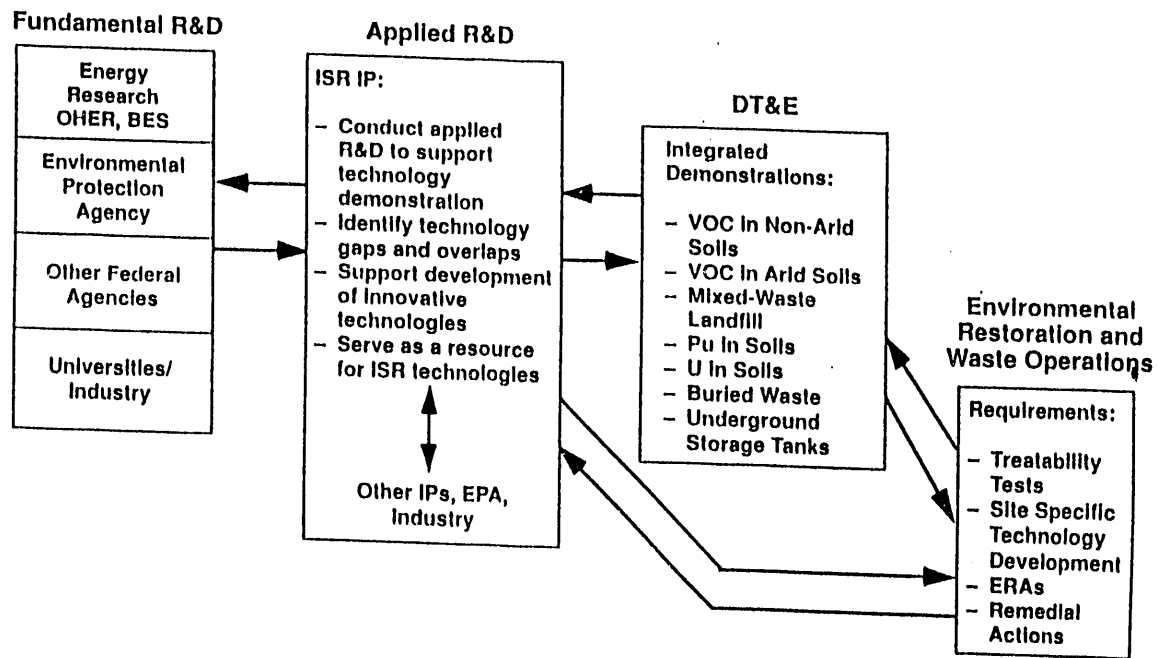 Fundamental R&D
Energy
Research
OHER, BES
Environmental
Protection
Agency
Other Federal
Agencies
Universities/
Industry
Applied R&D
ISR IP:
– Conduct applied
R&D to support
technology
demonstration
– Identify technology
gaps and overlaps
– Support development
of innovative
technologies
– Serve as a resource
for ISR technologies
Other IPs, EPA,
Industry
DT&E
Integrated
Demonstrations:
– VOC in Non-Arid
Soils
– VOC in Arid Soils
– Mixed-Waste
Landfill
– Pu in Soils
– U in Soils
– Buried Waste
– Underground
Storage Tanks
Environmental
Restoration and
Waste Operations
Requirements:
– Treatability
Tests
– Site Specific
Technology
Development
– ERAs
– Remedial
Actions